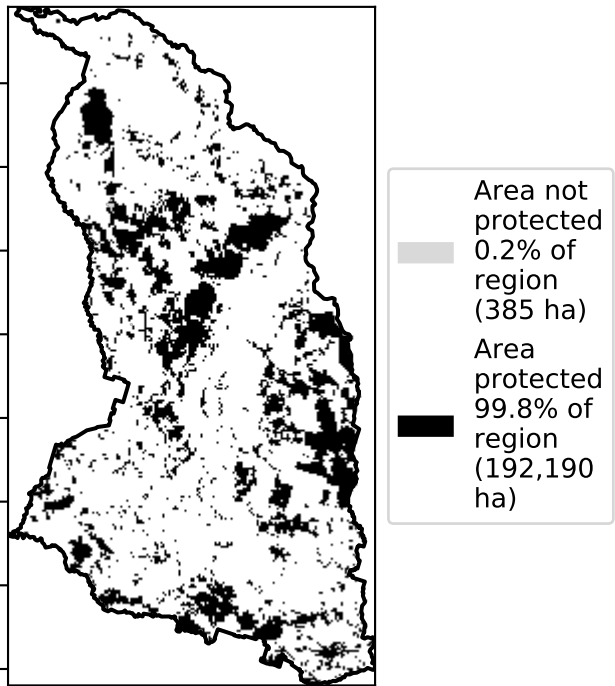 Area not
protected
0.2% of
region
(385 ha)
Area
protected
99.8% of
region
(192,190
ha)